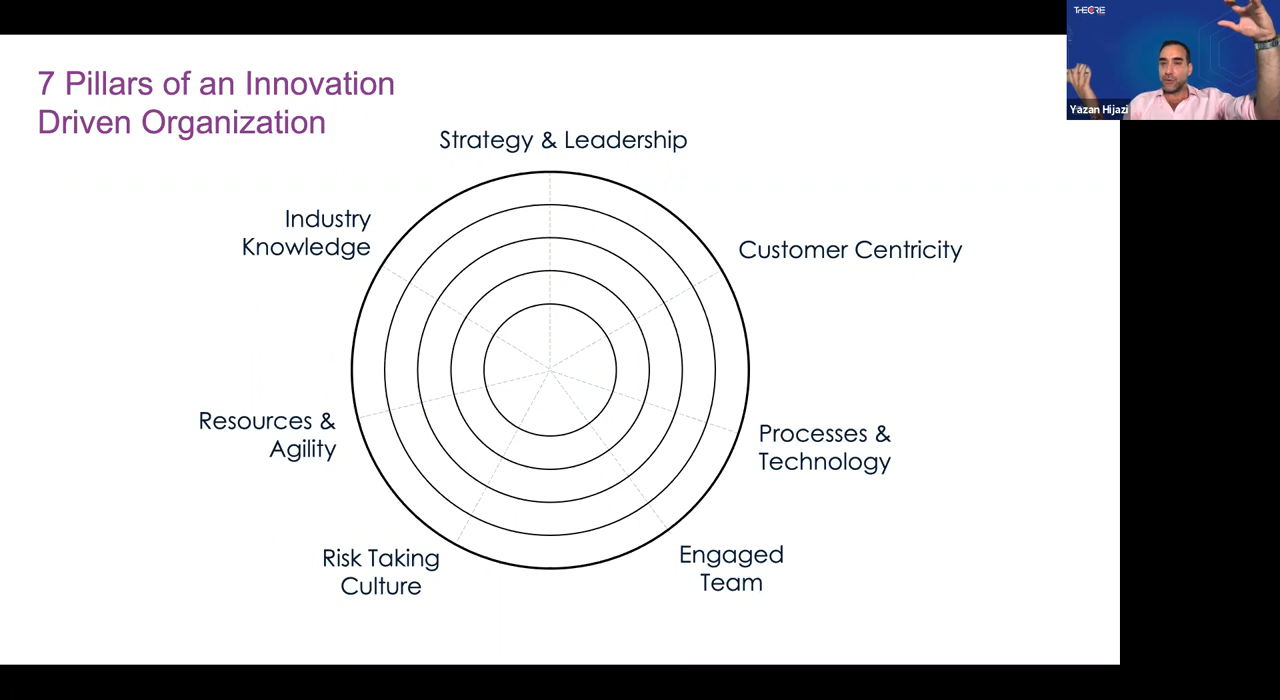 7 Pillars of an Innovation
Driven Organization
Strategy & Leadership
Industry
Knowledge
Customer Centricity
Resources &
Agility
Processes &
Technology
Risk Taking
Culture
Engaged
Team
THECORE
Yazan Hijazi